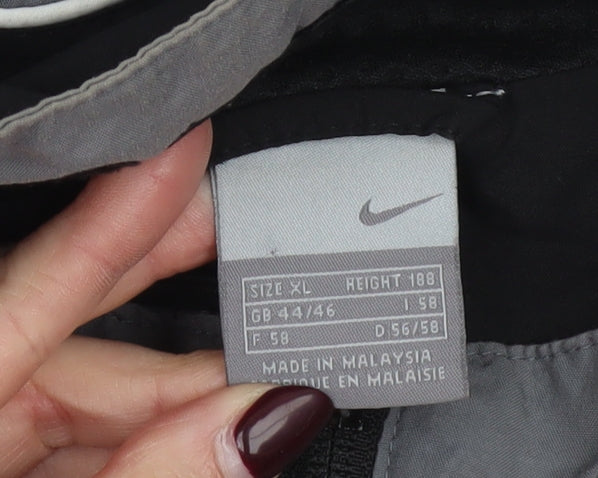 SIZE XL HEIGHT 188
GB 44/46 I 58
F 58 D 56/58
MADE IN MALAYSIA
FABRIQUE EN MALAISIE